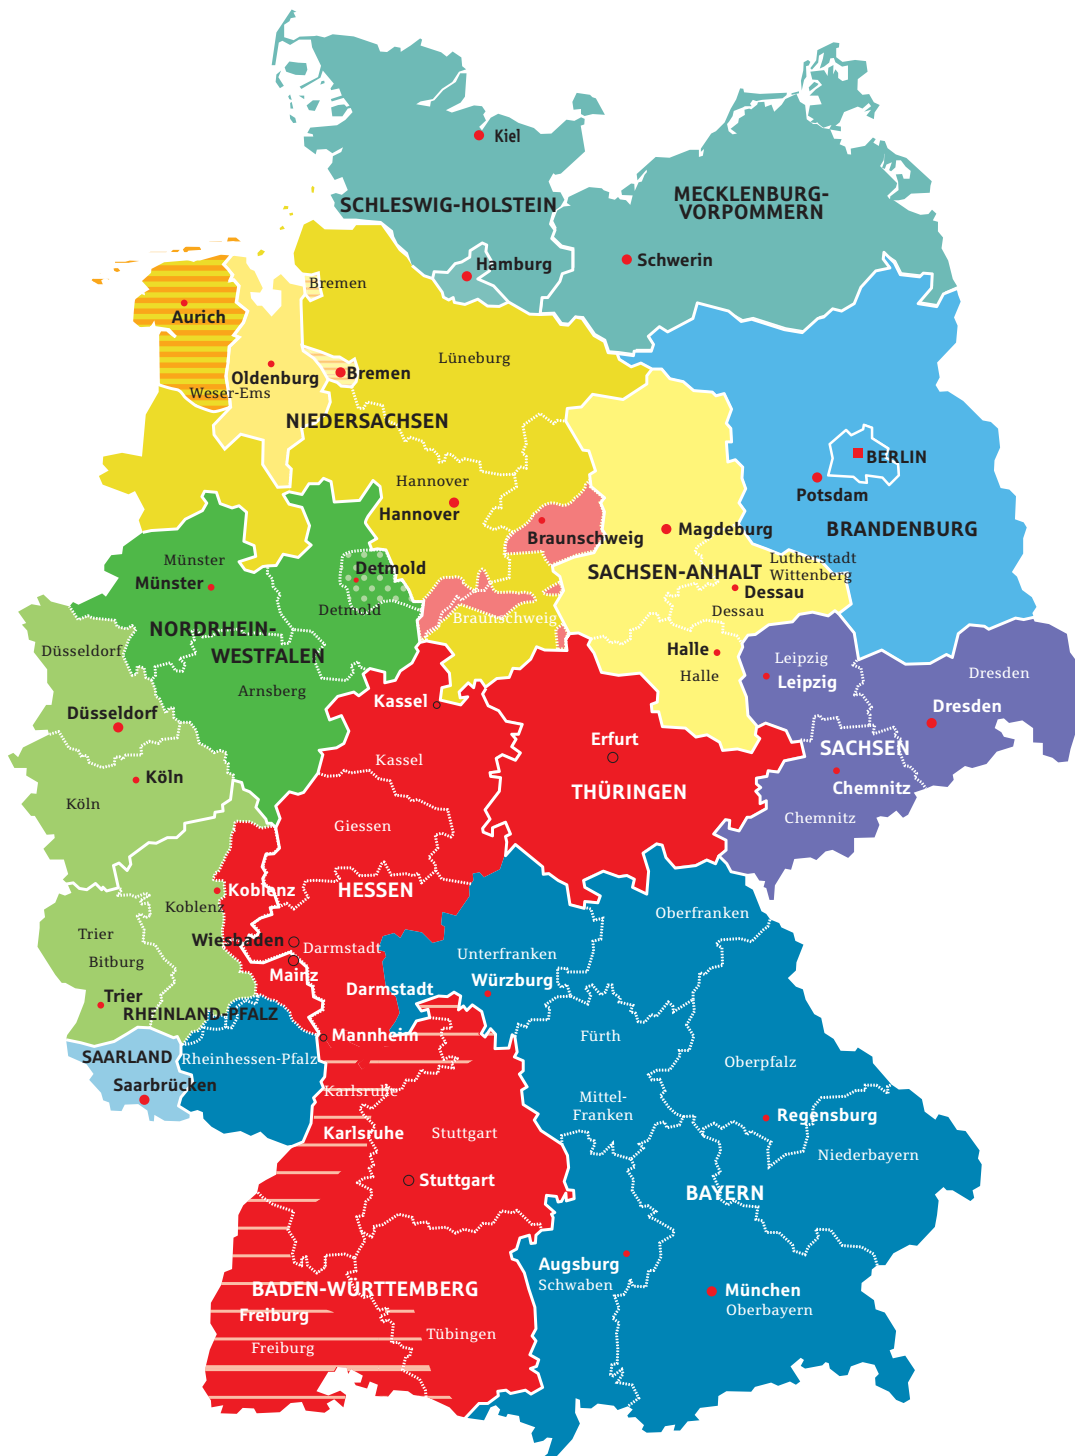 Kiel
SCHLESWIG-HOLSTEIN
MECKLENBURG-
VORPOMMERN
Hamburg
Schwerin
Bremen
Aurich
Lüneburg
Oldenburg
Bremen
Weser-Ems
NIEDERSACHSEN
BERLIN
Hannover
Potsdam
Hannover
BRANDENBURG
Braunschweig
Magdeburg
Münster
Detmold
Lutherstadt
Wittenberg
SACHSEN-ANHALT
Münster
Dessau
Detmold
Dessau
Braunschweig
NORDRHEIN-
WESTFALEN
Düsseldorf
Halle
Leipzig
Dresden
Halle
Leipzig
Arnsberg
Kassel
Dresden
Düsseldorf
Erfurt
SACHSEN
Kassel
Köln
Chemnitz
THÜRINGEN
Köln
Chemnitz
Giessen
HESSEN
Koblenz
Koblenz
Oberfranken
Trier
Wiesbaden
Darmstadt
Unterfranken
Bitburg
Mainz
Würzburg
Darmstadt
Trier
RHEINLAND-PFALZ
Mannheim
Fürth
SAARLAND
Rheinhessen-Pfalz
Oberpfalz
Saarbrücken
Karlsruhe
Mittel-
Franken
Regensburg
Karlsruhe
Stuttgart
Niederbayern
Stuttgart
BAYERN
Augsburg
Schwaben
BADEN-WÜRTTEMBERG
München
Oberbayern
Freiburg
Tübingen
Freiburg